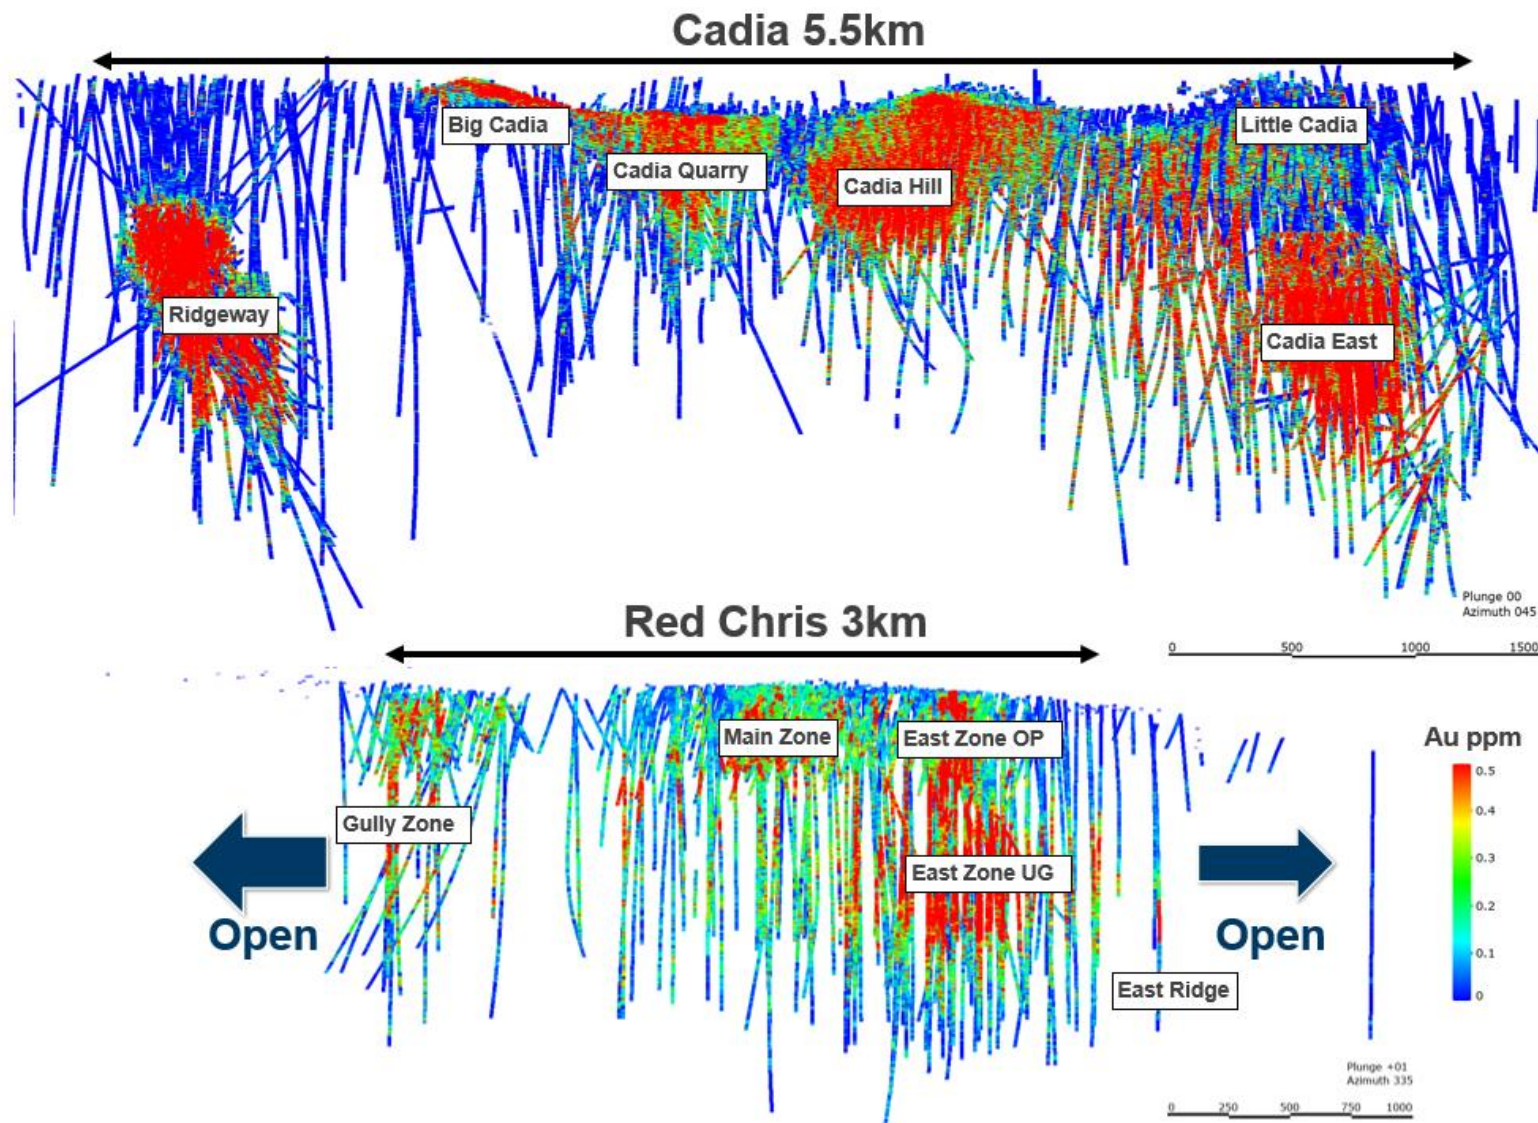 Cadia 5.5km
Big Cadia
Little Cadia
Cadia Quarry
Cadia Hill
Ridgeway
Cadia East
Plunge 00
Azimuth 045
Red Chris 3km
0 500 1000 1500
Main Zone
East Zone OP
Au ppm
0.5
0.4
0.3
0.2
0.1
0
Gully Zone
East Zone UG
Open
Open
East Ridge
Plunge +01
Azimuth 335
0 250 500 750 1000